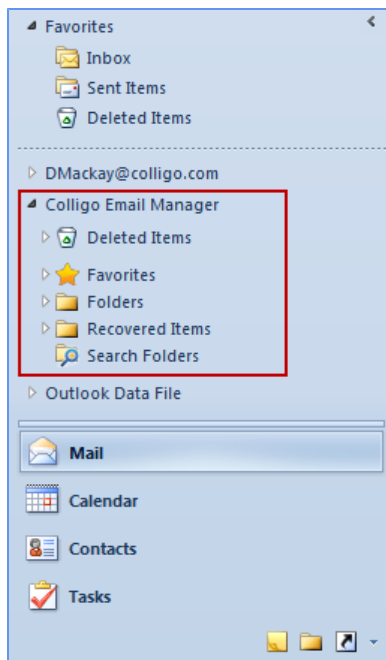 Favorites
Inbox
Sent Items
Deleted Items
DMackay@colligo.com
Colligo Email Manager
Deleted Items
Favorites
Folders
Recovered Items
Search Folders
Outlook Data File
Mail
Calendar
Contacts
Tasks